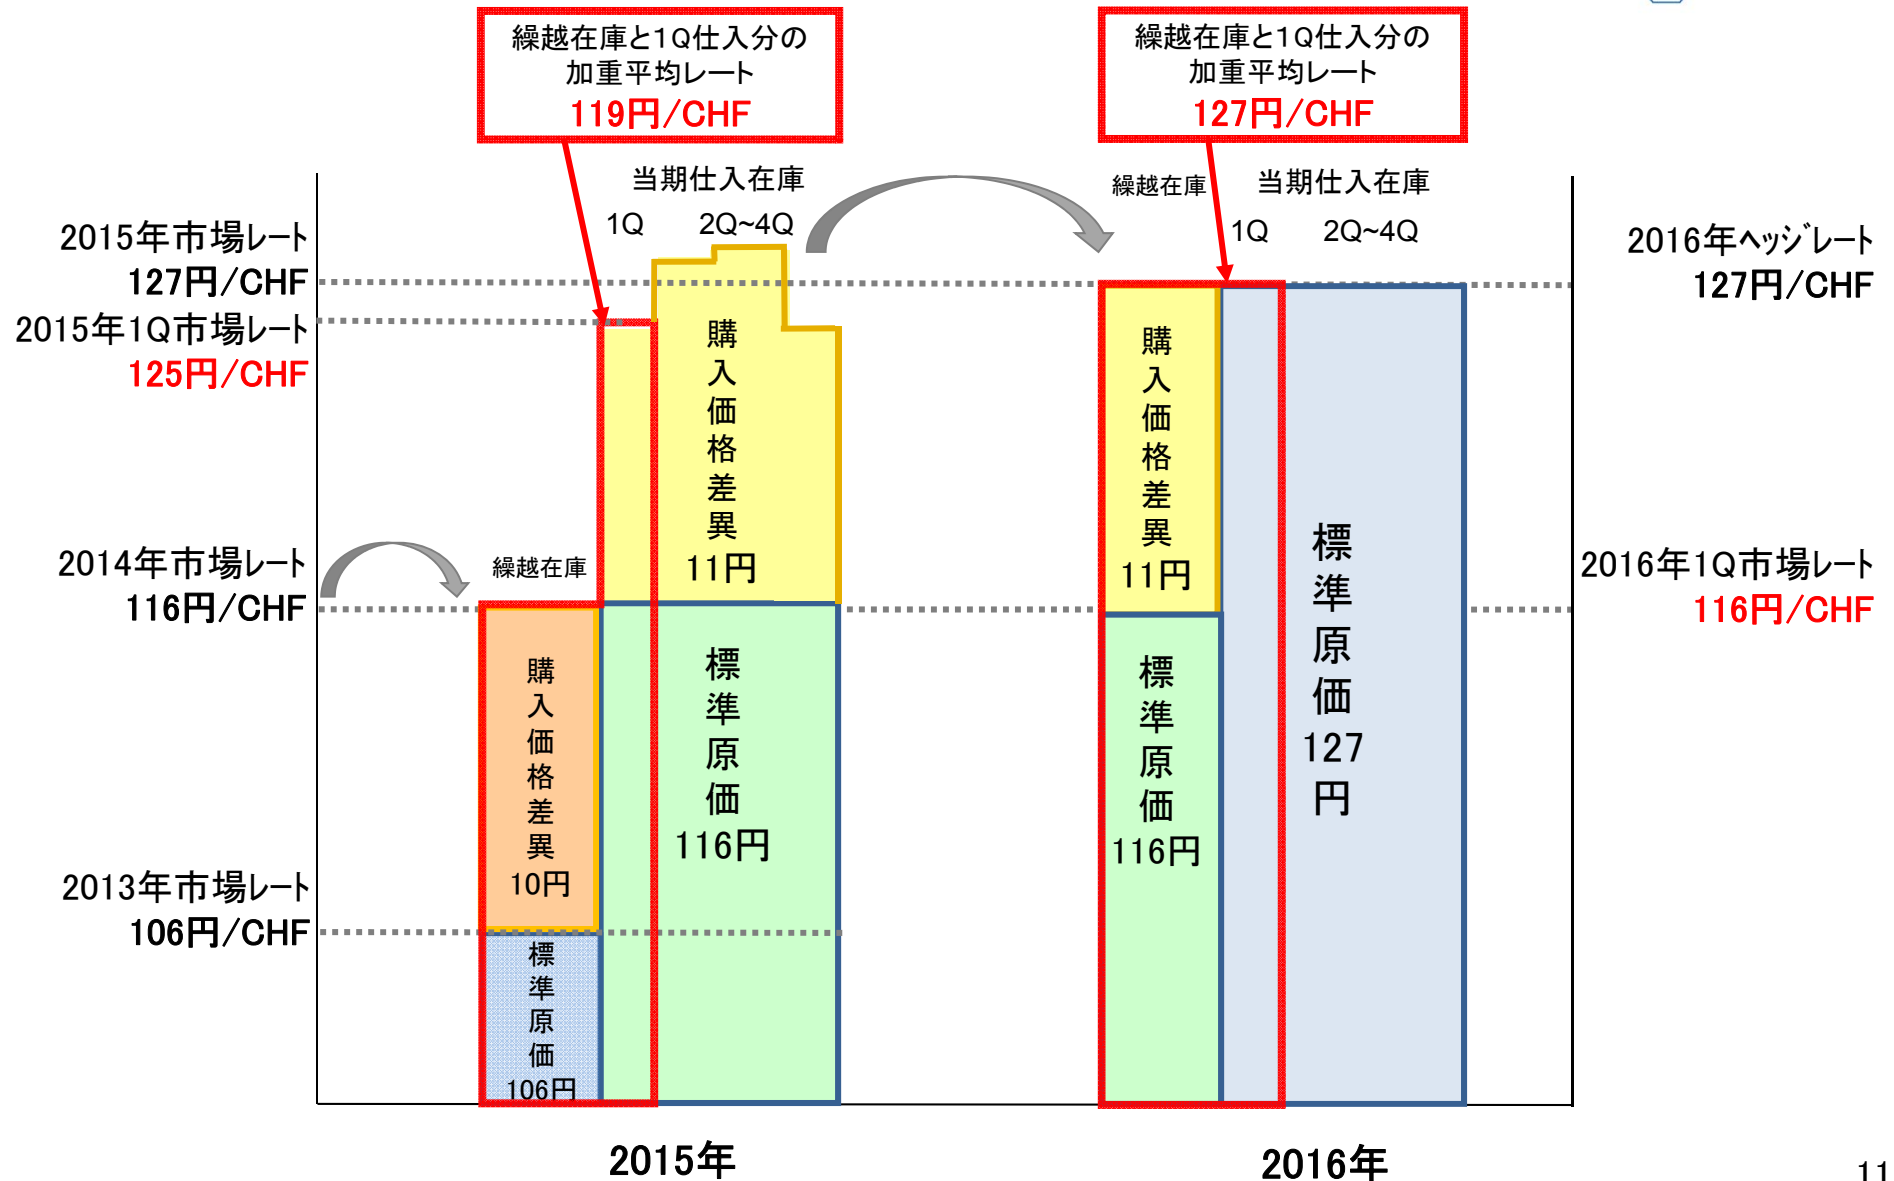 繰越在庫と1Q仕入分の
加重平均レート
119円/CHF
繰越在庫と1Q仕入分の
加重平均レート
127円/CHF
当期仕入在庫
1Q
2Q~4Q
繰越在庫
当期仕入在庫
1Q
2Q~4Q
2015年市場レート
127円/CHF
2015年1Q市場レート
125円/CHF
2014年市場レート
116円/CHF
2013年市場レート
106円/CHF
2016年ヘッジレート
127円/CHF
2016年1Q市場レート
116円/CHF
繰越在庫
購入価格差異
10円
標準原価
106円
購入価格差異
11円
標準原価
116円
購入価格差異
11円
標準原価
116円
標準原価
127
円
2015年
2016年
11